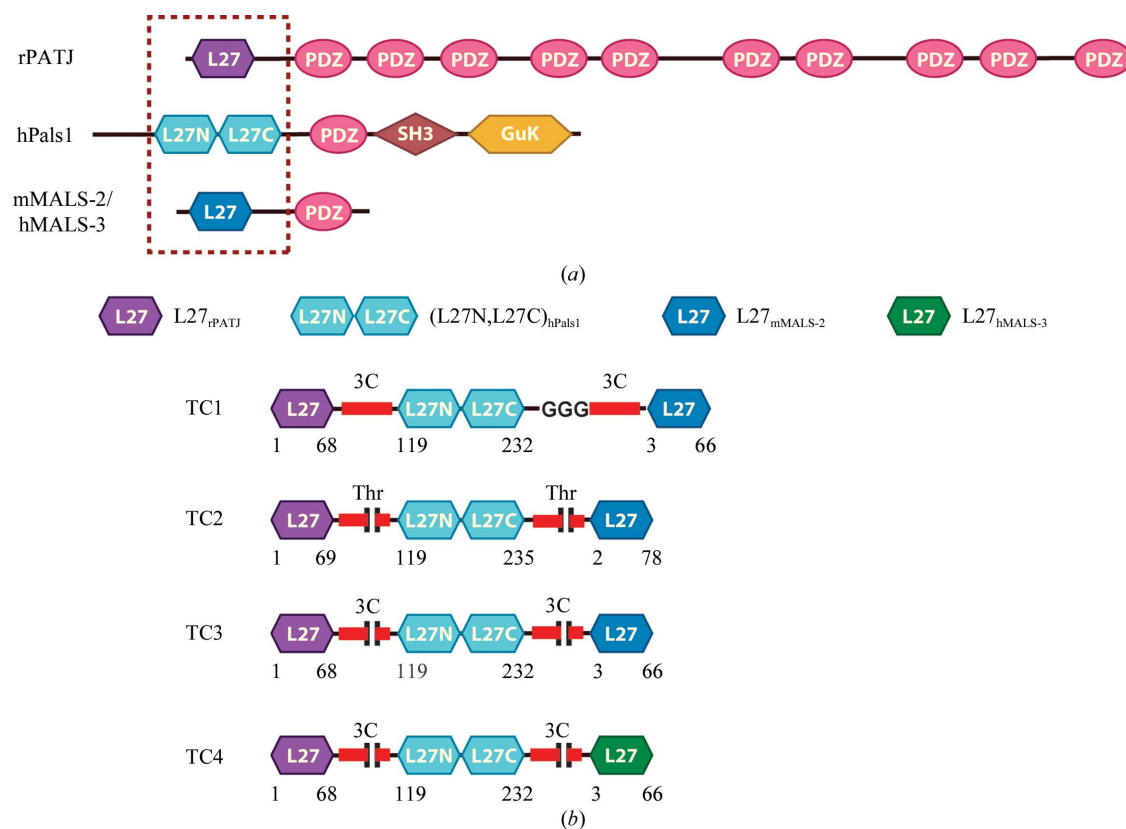 rPATJ L27 PDZ PDZ PDZ PDZ PDZ PDZ PDZ PDZ PDZ PDZ
hPals1 L27N L27C PDZ SH3 GuK
mMALS-2/
hMALS-3 L27 PDZ
(a)
L27 L27rPATJ L27N L27C (L27N,L27C)hPals1 L27 L27mMALS-2 L27 L27hMALS-3
3C 3C
TC1 L27 L27N L27C GGG L27
1 68 119 232 3 66
Thr Thr
TC2 L27 L27N L27C L27
1 69 119 235 2 78
3C 3C
TC3 L27 L27N L27C L27
1 68 119 232 3 66
3C 3C
TC4 L27 L27N L27C L27
1 68 119 232 3 66
(b)